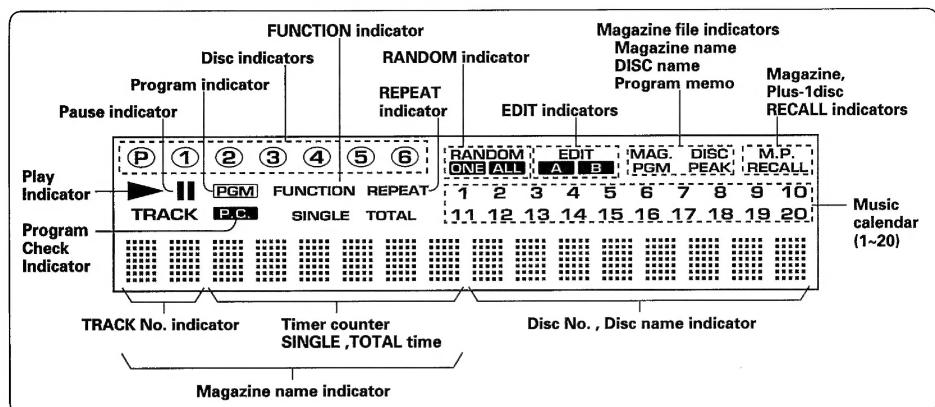 FUNCTION indicator
Disc indicators
Program indicator
Pause indicator
RANDOM indicator
REPEAT
indicator
EDIT indicators
Magazine file indicators
Magazine name
DISC name
Program memo
Magazine,
Plus-1disc
RECALL indicators
P 1 2 3 4 5 6
RANDOM
ONE ALL
EDIT
A B
MAG. DISC
PGM PEAK
M.P.
RECALL
Play
Indicator
PGM FUNCTION REPEAT
1 2 3 4 5 6 7 8 9 10
TRACK P.C. SINGLE TOTAL
11 12 13 14 15 16 17 18 19 20
Program
Check
Indicator
Music
calendar
(1~20)
TRACK No. indicator
Timer counter
SINGLE ,TOTAL time
Disc No. , Disc name indicator
Magazine name indicator